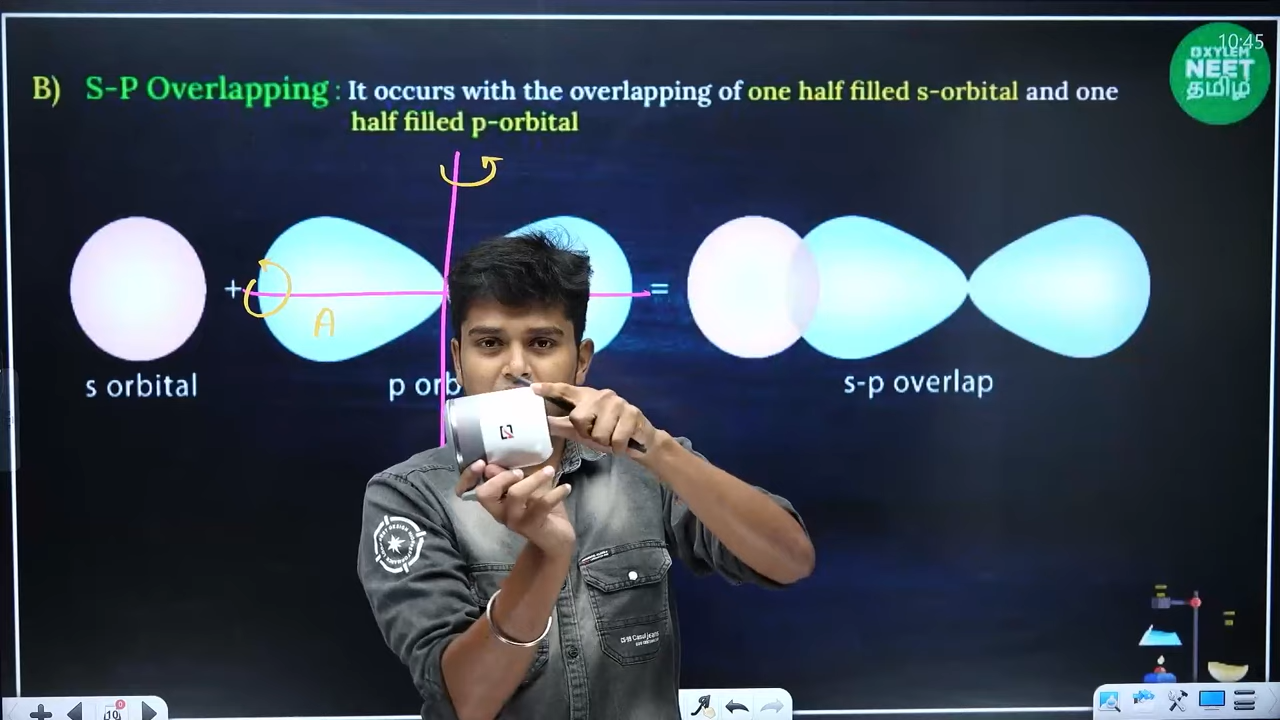 10:45
OXYLEM
NEET
தமிழ்
B) S-P Overlapping : It occurs with the overlapping of one half filled s-orbital and one
half filled p-orbital
+
=
A
s orbital
p orb
s-p overlap